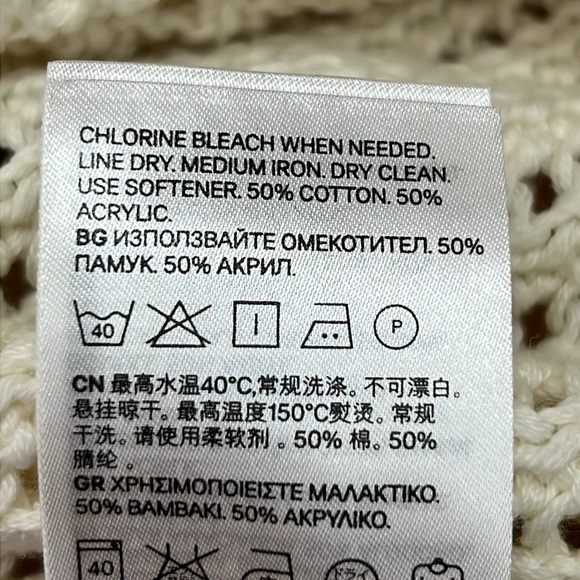 CHLORINE BLEACH WHEN NEEDED.
LINE DRY. MEDIUM IRON. DRY CLEAN.
USE SOFTENER. 50% COTTON. 50%
ACRYLIC.
BG ИЗПОЛЗВАЙТЕ ОМЕКОТИТЕЛ. 50%
ПАМУК. 50% АКРИЛ.
40 P
CN 最高水温40°C,常规洗涤。不可漂白。
悬挂晾干。最高温度150°C熨烫。常规
干洗。请使用柔软剂。50% 棉。50%
腈纶。
GR ΧΡΗΣΙΜΟΠΟΙΕΙΣΤΕ ΜΑΛΑΚΤΙΚΟ.
50% ΒΑΜΒΑΚΙ. 50% ΑΚΡΥΛΙΚΟ.
40 ドライ